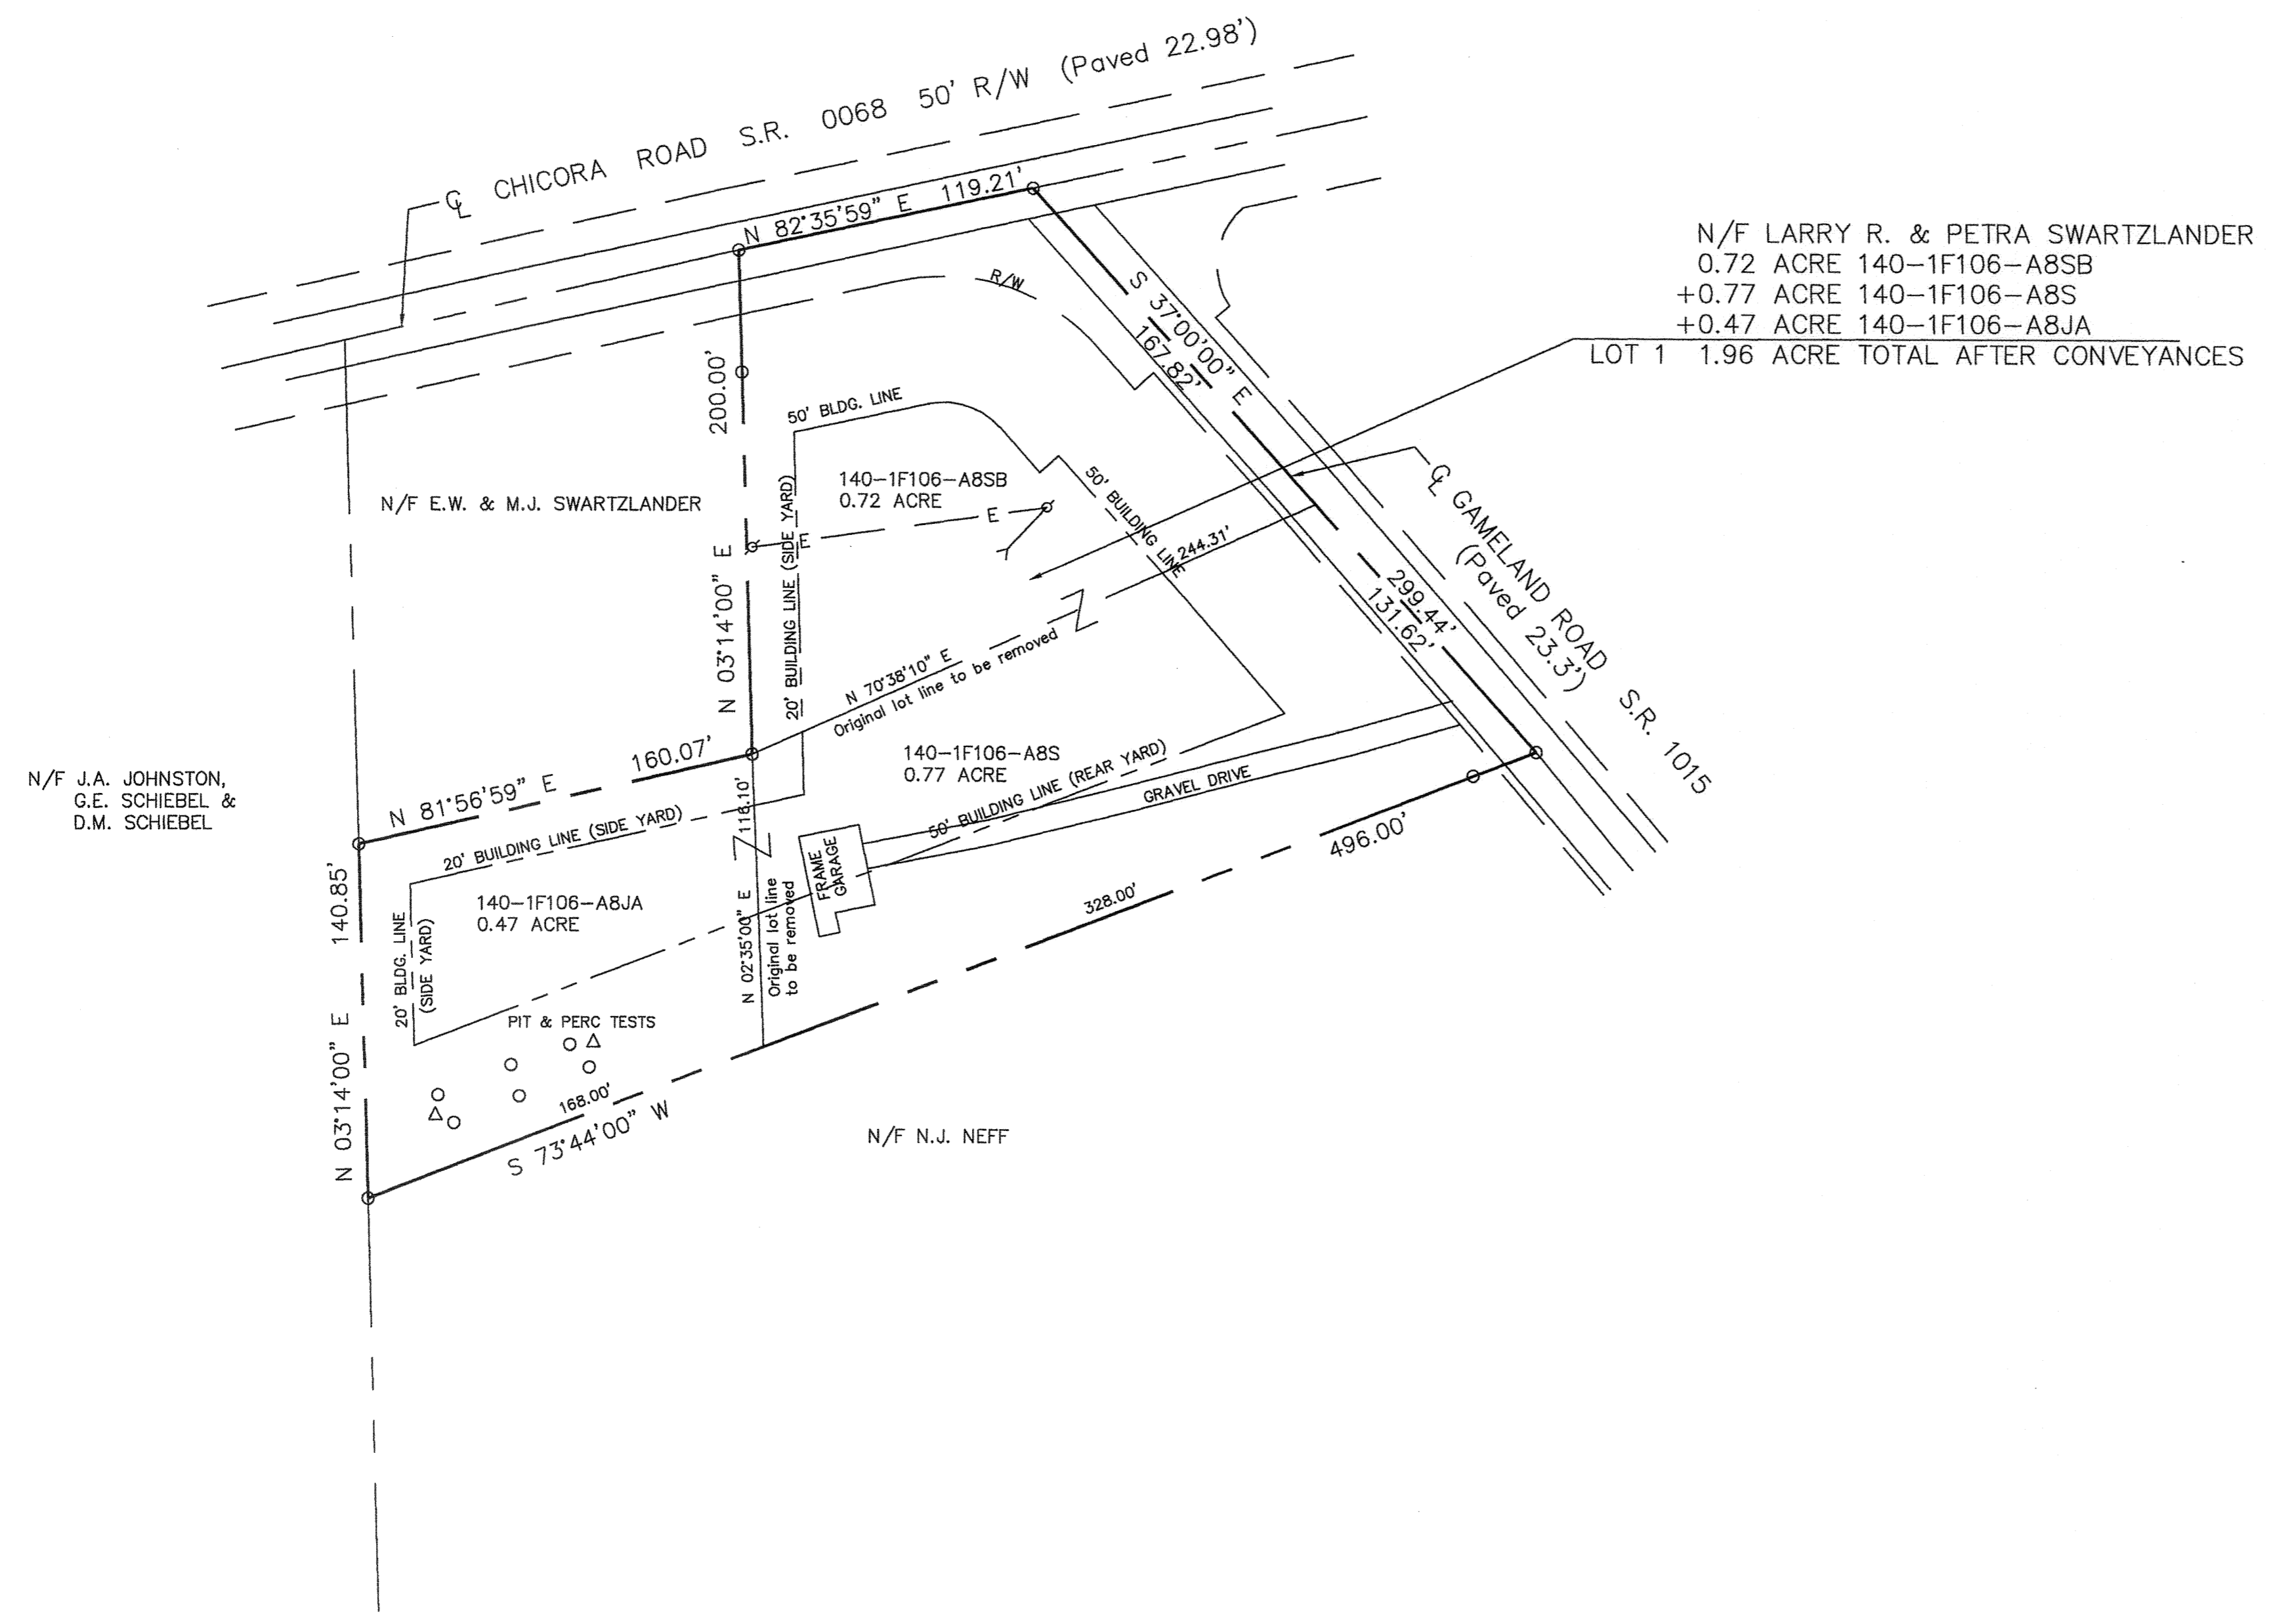 ℄ CHICORA ROAD S.R. 0068 50' R/W (Paved 22.98')
N 82°35'59" E 119.21'
N/F LARRY R. & PETRA SWARTZLANDER
0.72 ACRE 140-1F106-A8SB
+0.77 ACRE 140-1F106-A8S
+0.47 ACRE 140-1F106-A8JA
LOT 1 1.96 ACRE TOTAL AFTER CONVEYANCES
R/W
S 37°00'00" E
167.82'
299.44'
131.62'
℄ GAMELAND ROAD S.R. 1015
(Paved 23.3')
200.00'
N 03°14'00" E
50' BLDG. LINE
20' BUILDING LINE (SIDE YARD)
50' BUILDING LINE
140-1F106-A8SB
0.72 ACRE
E
E
N/F E.W. & M.J. SWARTZLANDER
244.31'
N 70°38'10" E
Original lot line to be removed
N 81°56'59" E 160.07'
20' BUILDING LINE (SIDE YARD)
140-1F106-A8S
0.77 ACRE
50' BUILDING LINE (REAR YARD)
GRAVEL DRIVE
N/F J.A. JOHNSTON,
G.E. SCHIEBEL &
D.M. SCHIEBEL
FRAME
GARAGE
N 02°35'00" E 118.10'
Original lot line
to be removed
496.00'
328.00'
N 03°14'00" E 140.85'
20' BLDG. LINE
(SIDE YARD)
140-1F106-A8JA
0.47 ACRE
PIT & PERC TESTS
168.00'
S 73°44'00" W
N/F N.J. NEFF